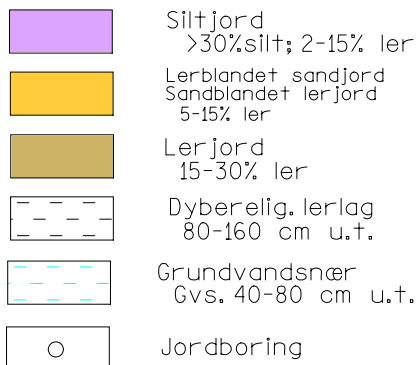 Siltjord
>30% silt; 2-15% ler
Lerblandet sandjord
Sandblandet lerjord
5-15% ler
Lerjord
15-30% ler
Dyberelig. lerlag
80-160 cm u.t.
Grundvandsnær
Gvs. 40-80 cm u.t.
Jordboring